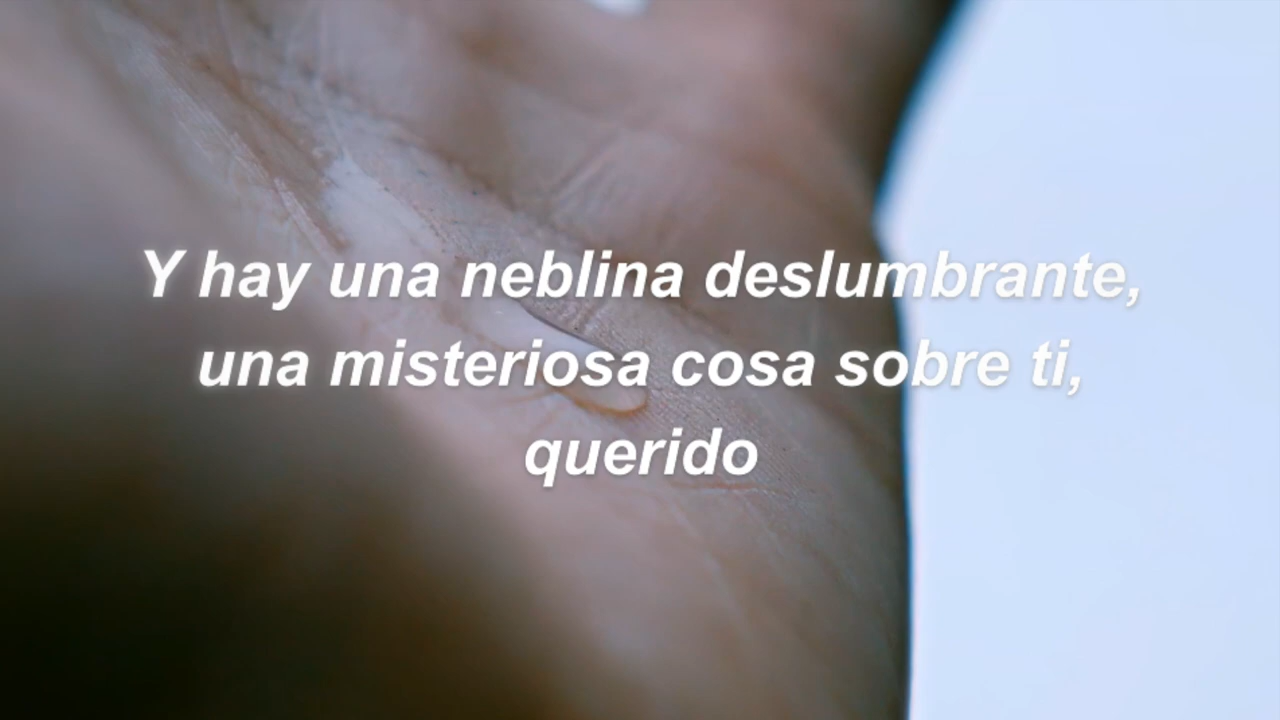 Y hay una neblina deslumbrante,
una misteriosa cosa sobre ti,
querido